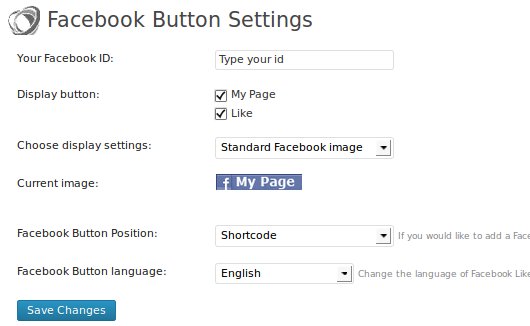 Facebook Button Settings
Your Facebook ID: Type your id
Display button: My Page
Like
Choose display settings: Standard Facebook image
Current image: f My Page
Facebook Button Position: Shortcode If you would like to add a
Facebook Button language: English Change the language of Facebook
Save Changes